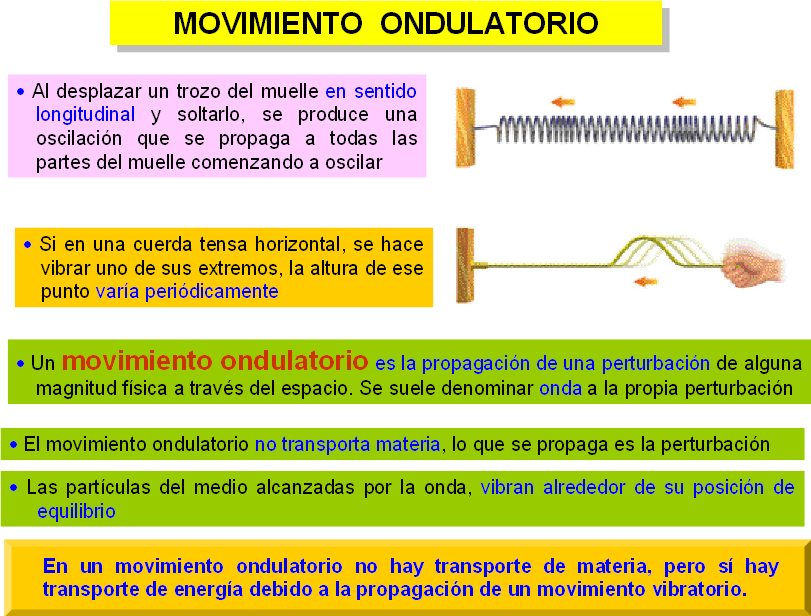 MOVIMIENTO ONDULATORIO
• Al desplazar un trozo del muelle en sentido
longitudinal y soltarlo, se produce una
oscilación que se propaga a todas las
partes del muelle comenzando a oscilar
• Si en una cuerda tensa horizontal, se hace
vibrar uno de sus extremos, la altura de ese
punto varía periódicamente
• Un movimiento ondulatorio es la propagación de una perturbación de alguna
magnitud física a través del espacio. Se suele denominar onda a la propia perturbación
• El movimiento ondulatorio no transporta materia, lo que se propaga es la perturbación
• Las partículas del medio alcanzadas por la onda, vibran alrededor de su posición de
equilibrio
En un movimiento ondulatorio no hay transporte de materia, pero sí hay
transporte de energía debido a la propagación de un movimiento vibratorio.